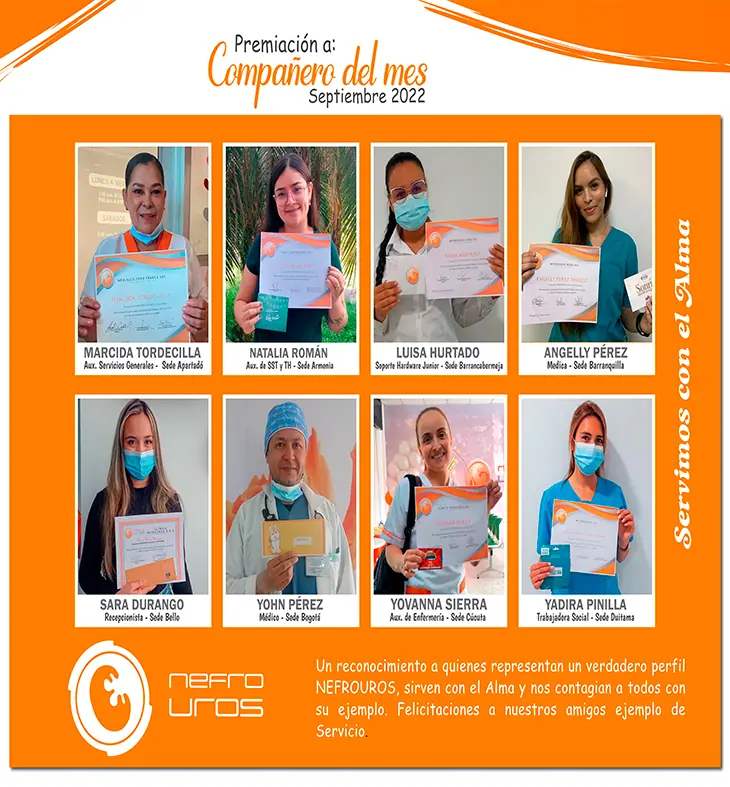 Premiación a:
Compañero del mes
Septiembre 2022
MARCIDA TORDECILLA
Aux. Servicios Generales - Sede Apartadó
NATALIA ROMÁN
Aux. de SST y TH - Sede Armenia
LUISA HURTADO
Soporte Hardware Junior - Sede Barrancabermeja
ANGELLY PÉREZ
Medica - Sede Barranquilla
SARA DURANGO
Recepcionista - Sede Bello
YOHN PÉREZ
Médico - Sede Bogotá
YOVANNA SIERRA
Aux. de Enfermería - Sede Cúcuta
YADIRA PINILLA
Trabajadora Social - Sede Duitama
Servimos con el Alma
nefro
uros
Un reconocimiento a quienes representan un verdadero perfil
NEFROUROS, sirven con el Alma y nos contagian a todos con
su ejemplo. Felicitaciones a nuestros amigos ejemplo de
Servicio.